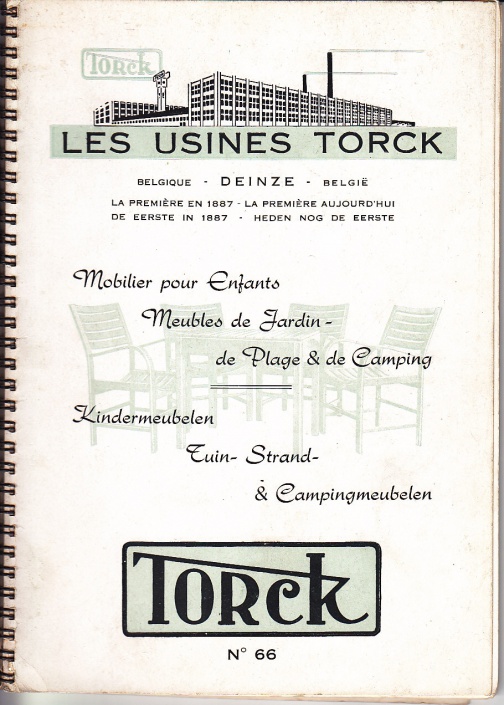 TORCK
LES USINES TORCK
BELGIQUE - DEINZE - BELGIË
LA PREMIÈRE EN 1887 - LA PREMIÈRE AUJOURD'HUI
DE EERSTE IN 1887 - HEDEN NOG DE EERSTE
Mobilier pour Enfants
Meubles de Jardin -
de Plage & de Camping
Kindermeubelen
Tuin- Strand-
& Campingmeubelen
TORCK
N° 66